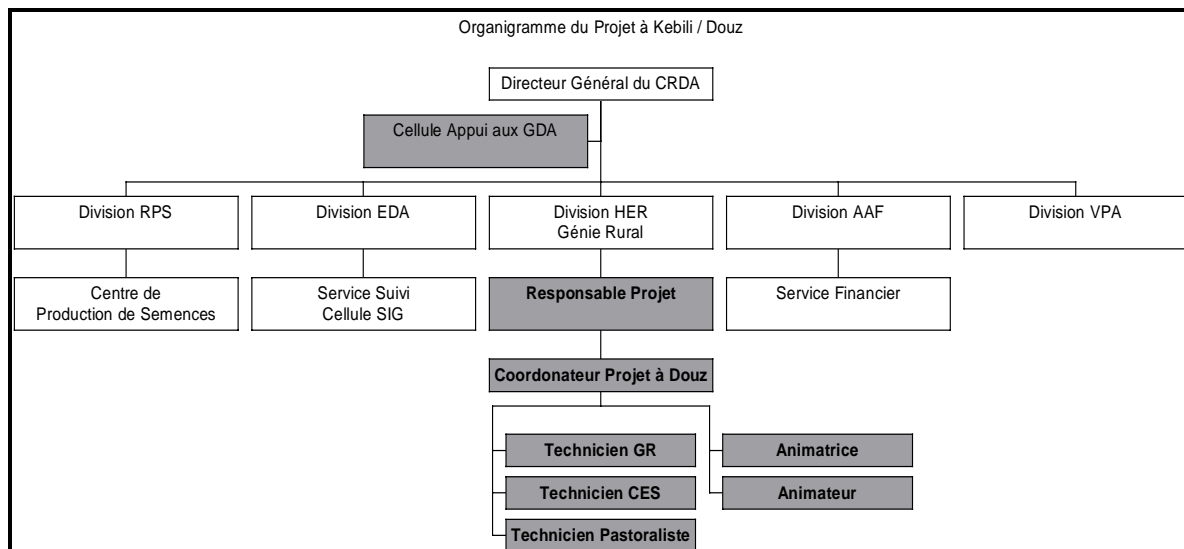 Organigramme du Projet à Kebili / Douz
Directeur Général du CRDA
Cellule Appui aux GDA
Division RPS
Division EDA
Division HER
Génie Rural
Division AAF
Division VPA
Centre de
Production de Semences
Service Suivi
Cellule SIG
Responsable Projet
Service Financier
Coordonateur Projet à Douz
Technicien GR
Animatrice
Technicien CES
Animateur
Technicien Pastoraliste